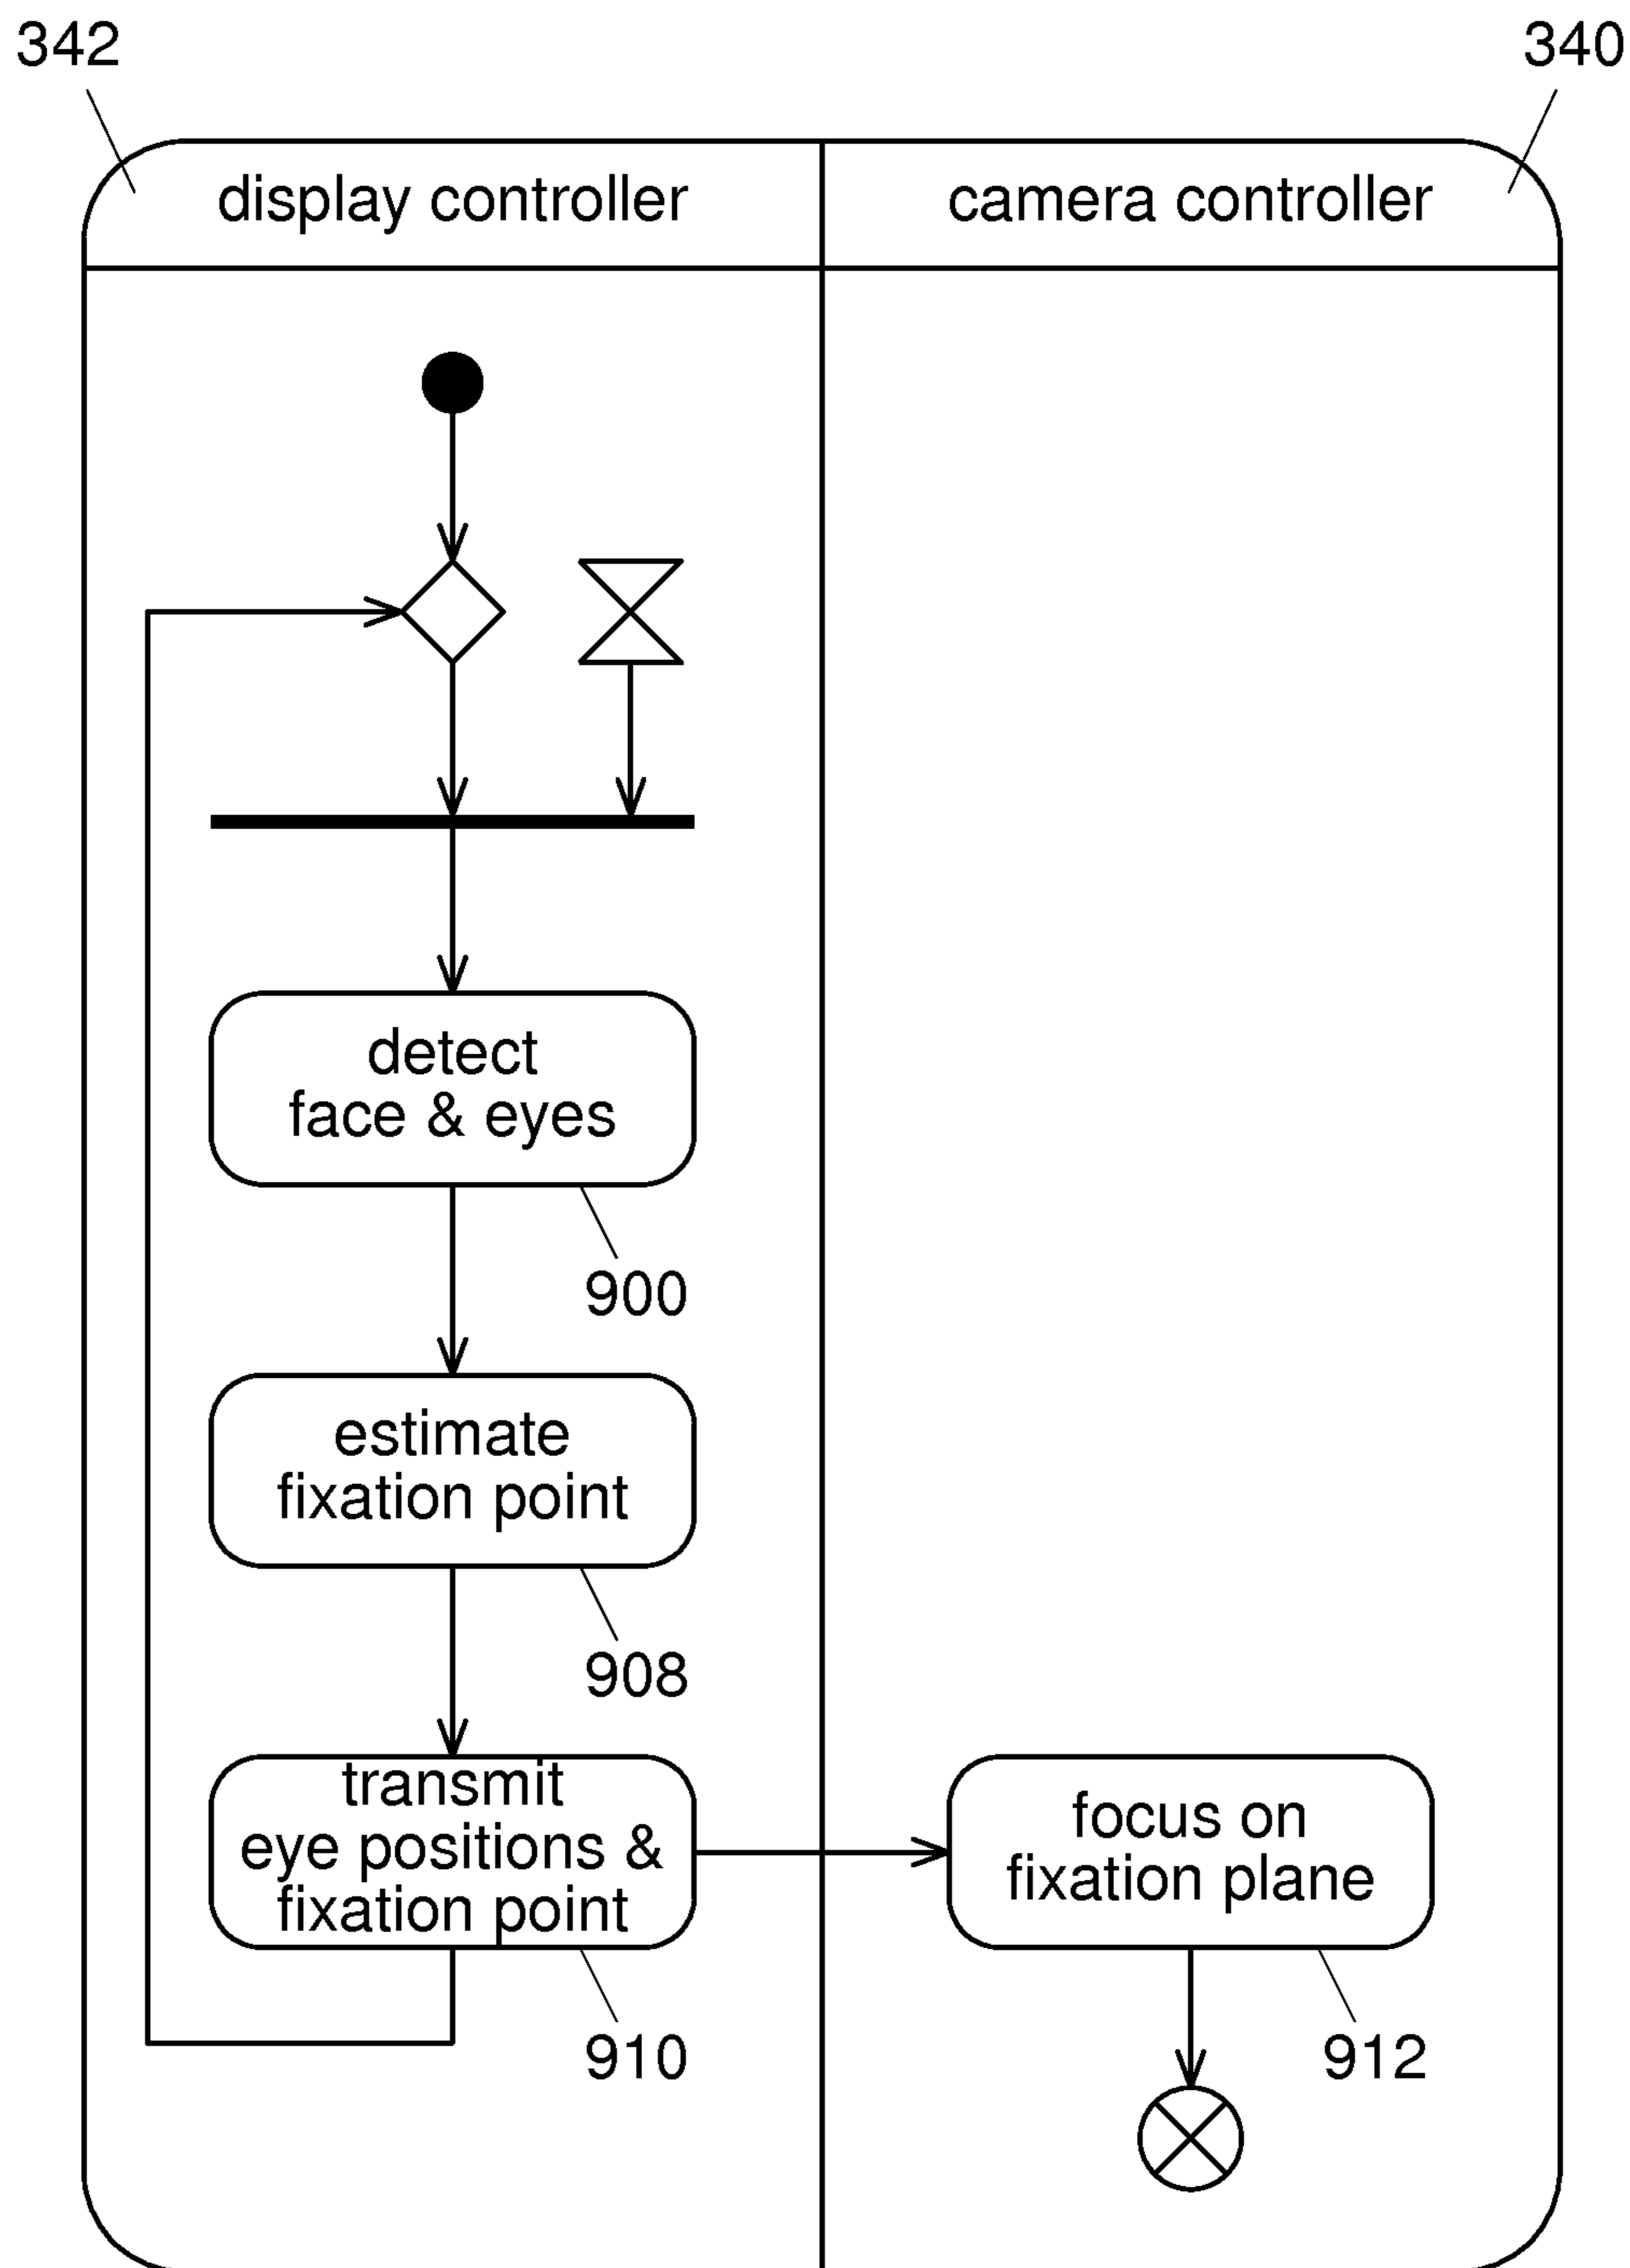 342
340
display controller
camera controller
detect
face & eyes
900
estimate
fixation point
908
transmit
eye positions &
fixation point
910
focus on
fixation plane
912